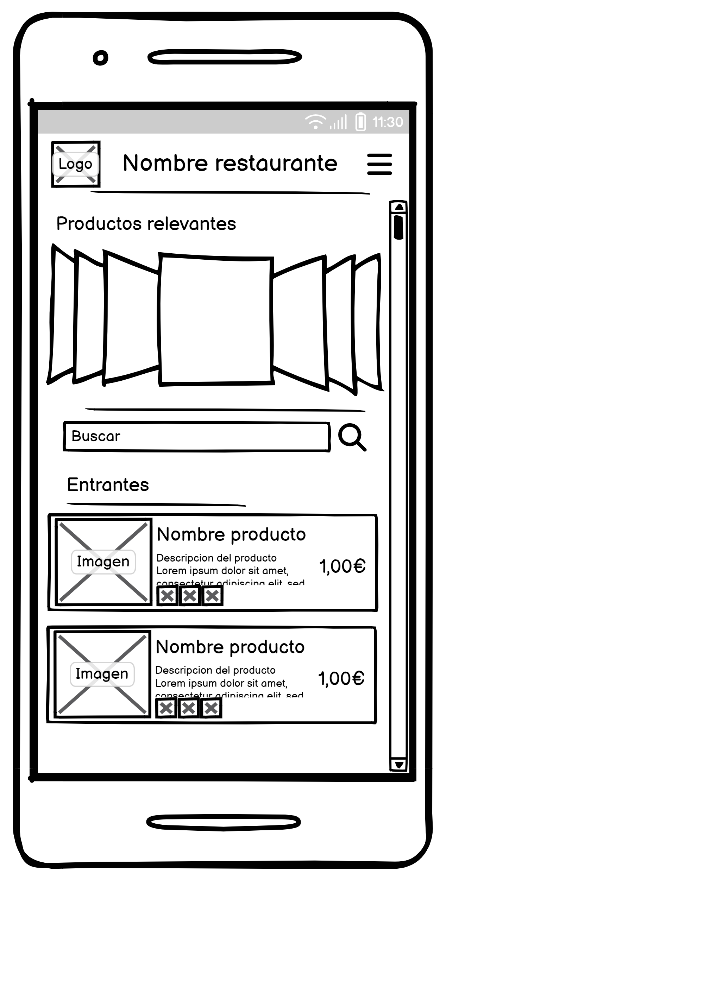 11:30
Logo
Nombre restaurante
Productos relevantes
Buscar
Entrantes
Imagen
Nombre producto
Descripcion del producto
Lorem ipsum dolor sit amet,
consectetur adipiscing elit, sed
1,00€
Imagen
Nombre producto
Descripcion del producto
Lorem ipsum dolor sit amet,
consectetur adipiscing elit, sed
1,00€